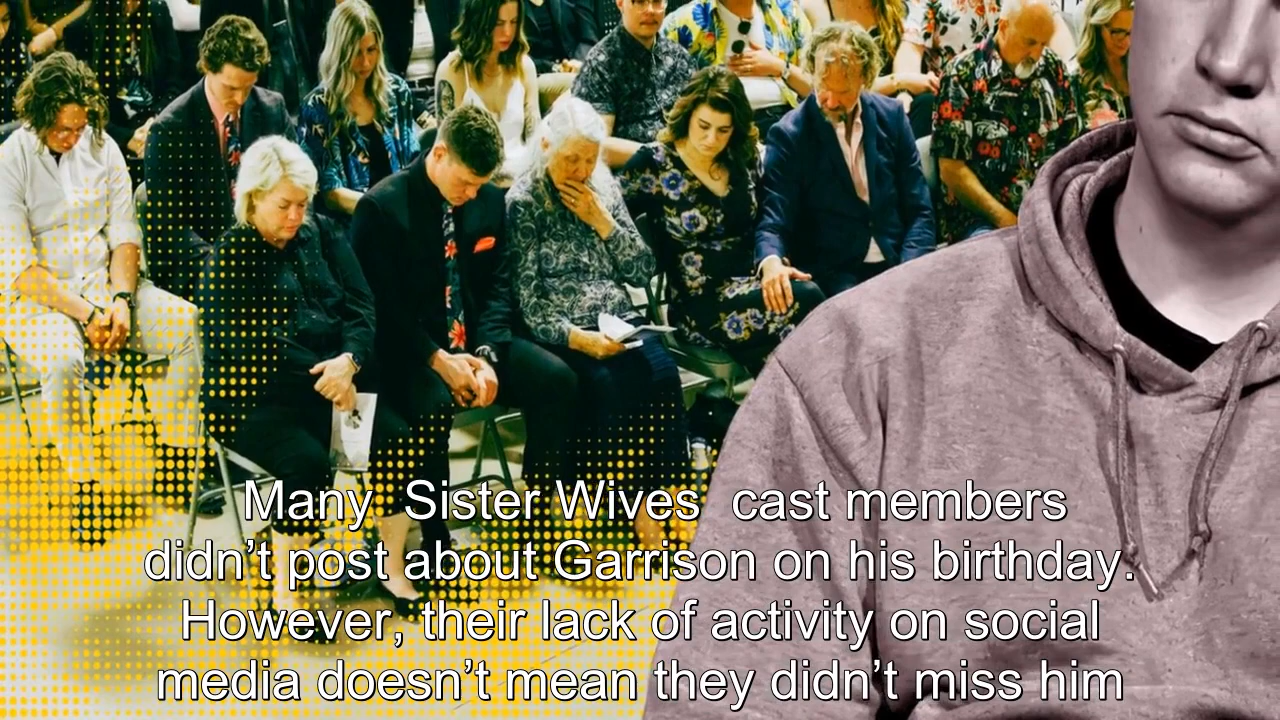 Many  Sister Wives  cast members
didn’t post about Garrison on his birthday.
However, their lack of activity on social
media doesn’t mean they didn’t miss him